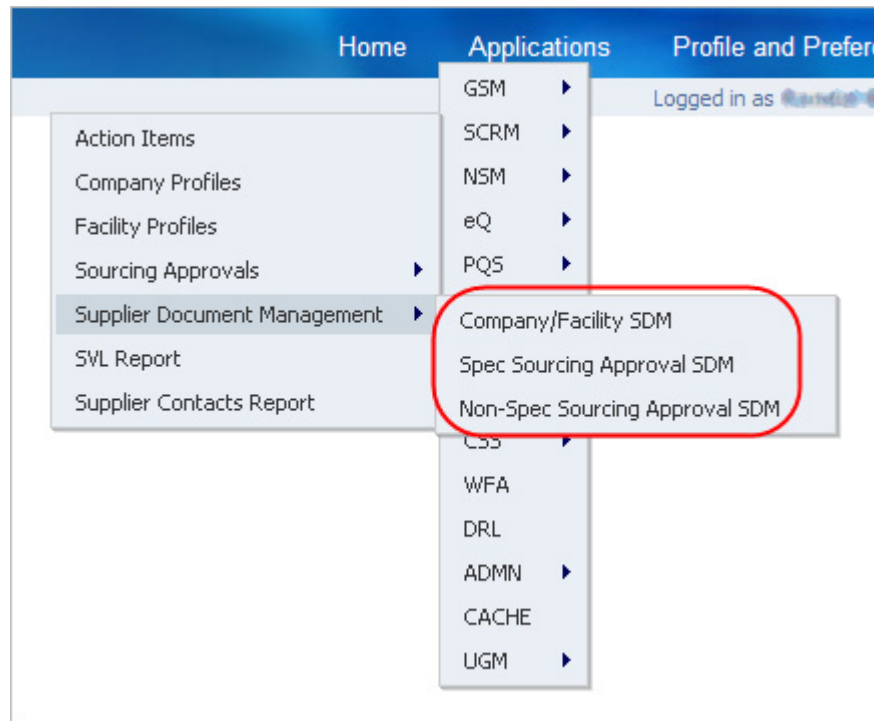 Home Applications Profile and Prefer
Logged in as
GSM
SCRM
NSM
eQ
PQS
CSS
WFA
DRL
ADMN
CACHE
UGM
Action Items
Company Profiles
Facility Profiles
Sourcing Approvals
Supplier Document Management
SVL Report
Supplier Contacts Report
Company/Facility SDM
Spec Sourcing Approval SDM
Non-Spec Sourcing Approval SDM